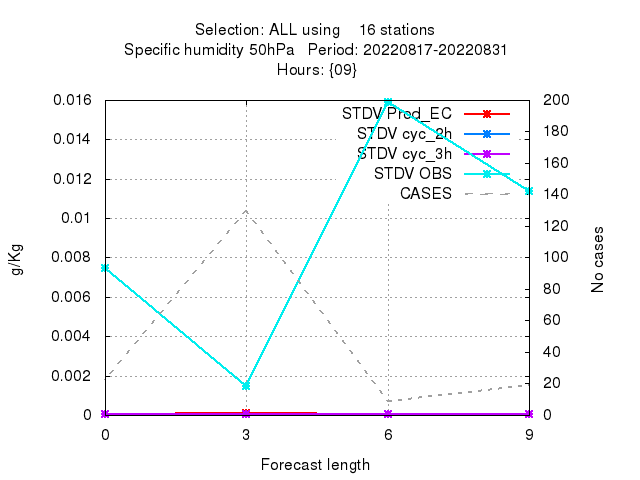 Selection: ALL using 16 stations
Specific humidity 50hPa Period: 20220817-20220831
Hours: {09}
STDV Prod_EC
STDV cyc_2h
STDV cyc_3h
STDV OBS
CASES
0.016
0.014
0.012
0.01
0.008
0.006
0.004
0.002
0
200
180
160
140
120
100
80
60
40
20
0
g/Kg
No cases
0 3 6 9
Forecast length